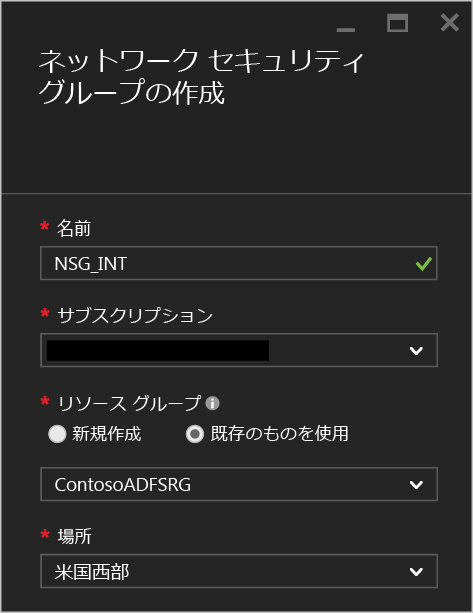 ネットワーク セキュリティ
グループの作成
* 名前
NSG_INT
* サブスクリプション
* リソース グループ
新規作成 既存のものを使用
ContosoADFSRG
* 場所
米国西部